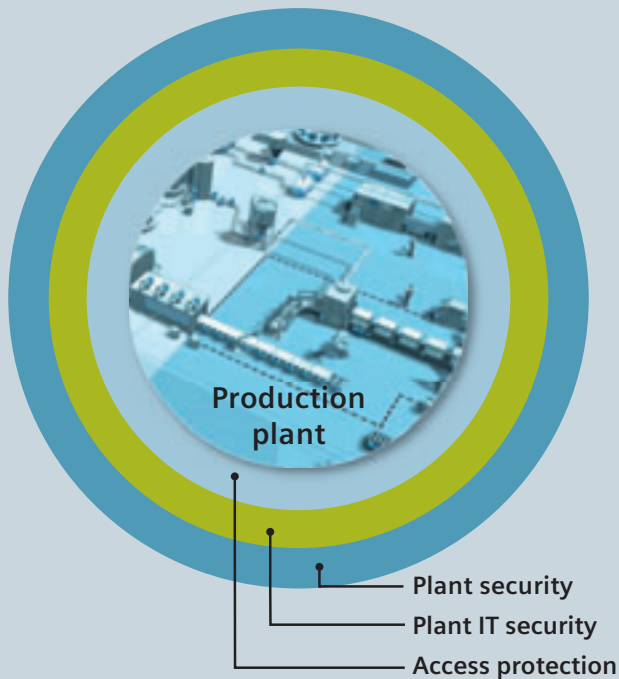 Production
plant
Plant security
Plant IT security
Access protection